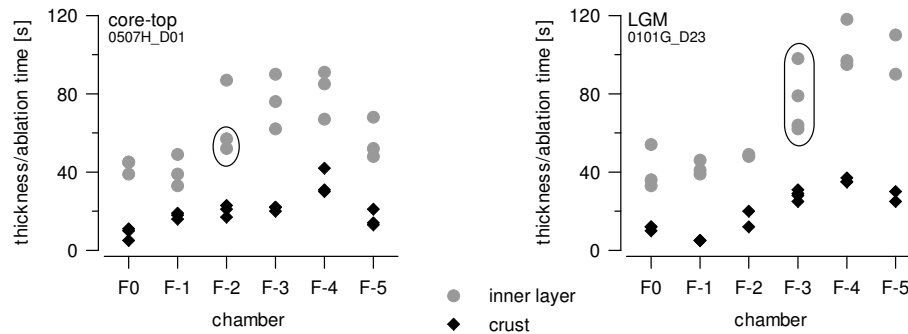 core-top
0507H_D01
thickness/ablation time [s]
120
80
40
0
F0 F-1 F-2 F-3 F-4 F-5
chamber
LGM
0101G_D23
thickness/ablation time [s]
120
80
40
0
F0 F-1 F-2 F-3 F-4 F-5
chamber
inner layer
crust